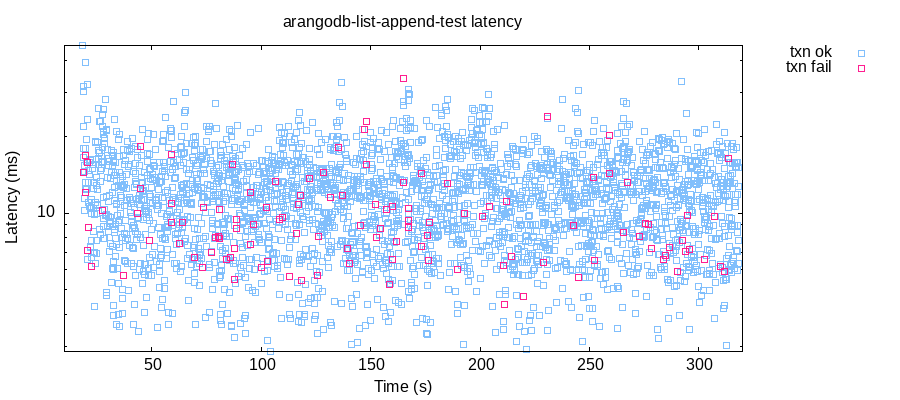 arangodb-list-append-test latency
txn ok
txn fail
Latency (ms)
10
50 100 150 200 250 300
Time (s)